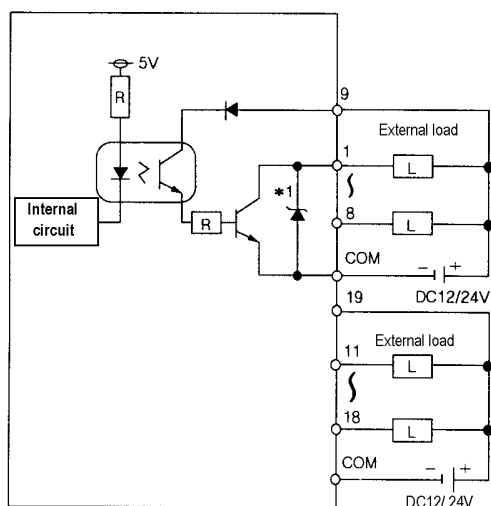 5V
R
9
External load
1
L
*1
8
L
R
Internal
circuit
COM
- +
DC12/24V
19
External load
11
L
18
L
COM
- +
DC12/24V